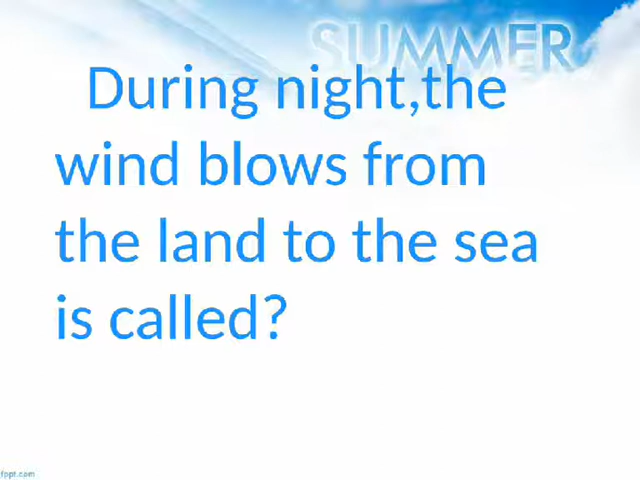 SUMMER
During night,the
wind blows from
the land to the sea
is called?
fppt.com